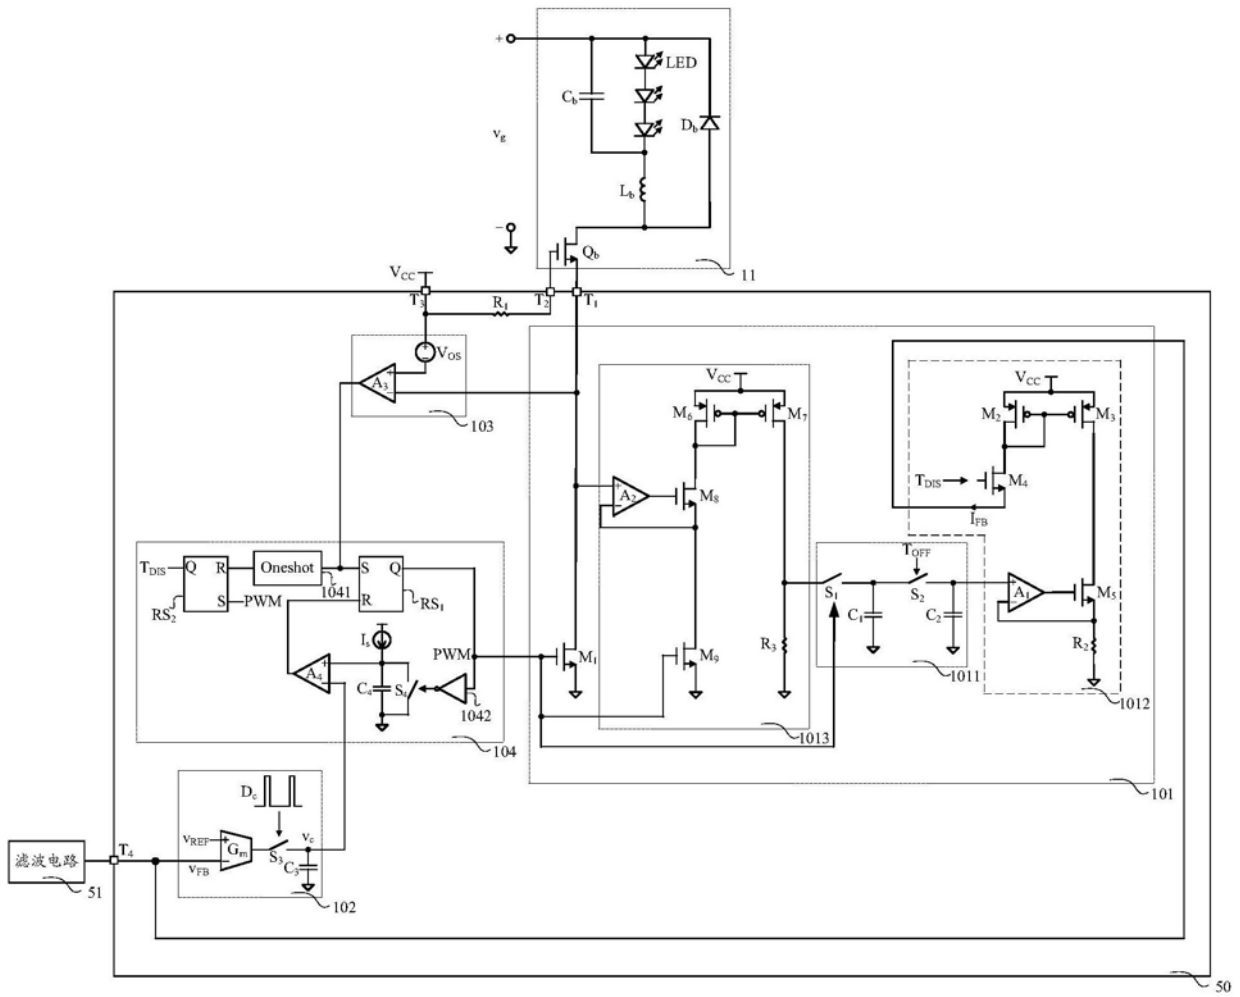 +
LED
C_b
D_b
v_g
L_b
−
Q_b
11
V_CC
T_3
R_1
T_2
T_1
V_OS
A_3
+
−
103
V_CC
M_6
M_7
A_2
+
−
M_8
V_CC
M_2
M_3
T_DIS
M_4
I_FB
T_DIS
Q
R
S
PWM
RS_2
Oneshot
1041
S
Q
R
RS_1
I_s
PWM
A_4
+
−
C_4
S_4
1042
104
M_1
M_9
R_3
1013
T_OFF
S_1
S_2
C_1
C_2
1011
A_1
+
−
M_5
R_2
1012
101
D_c
v_REF
+
G_m
v_FB
−
S_3
v_c
C_3
102
滤波电路
51
T_4
50